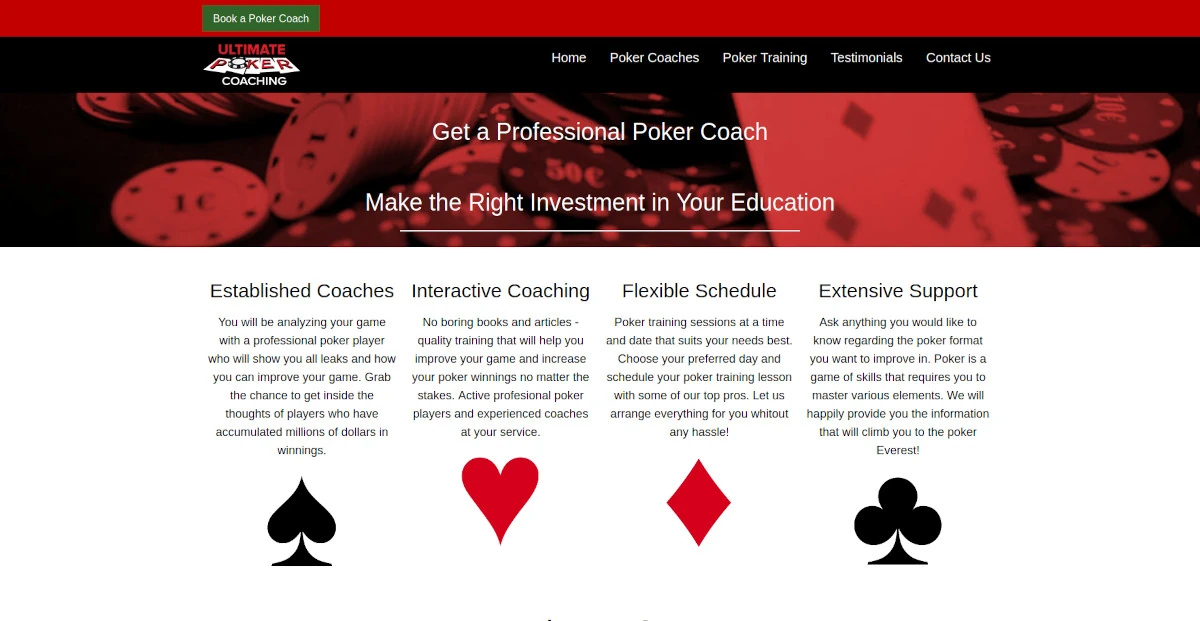 Book a Poker Coach
ULTIMATE
POKER
COACHING
Home
Poker Coaches
Poker Training
Testimonials
Contact Us
Get a Professional Poker Coach
Make the Right Investment in Your Education
1€
50€
Established Coaches
You will be analyzing your game
with a professional poker player
who will show you all leaks and how
you can improve your game. Grab
the chance to get inside the
thoughts of players who have
accumulated millions of dollars in
winnings.
Interactive Coaching
No boring books and articles -
quality training that will help you
improve your game and increase
your poker winnings no matter the
stakes. Active profesional poker
players and experienced coaches
at your service.
Flexible Schedule
Poker training sessions at a time
and date that suits your needs best.
Choose your preferred day and
schedule your poker training lesson
with some of our top pros. Let us
arrange everything for you whitout
any hassle!
Extensive Support
Ask anything you would like to
know regarding the poker format
you want to improve in. Poker is a
game of skills that requires you to
master various elements. We will
happily provide you the information
that will climb you to the poker
Everest!